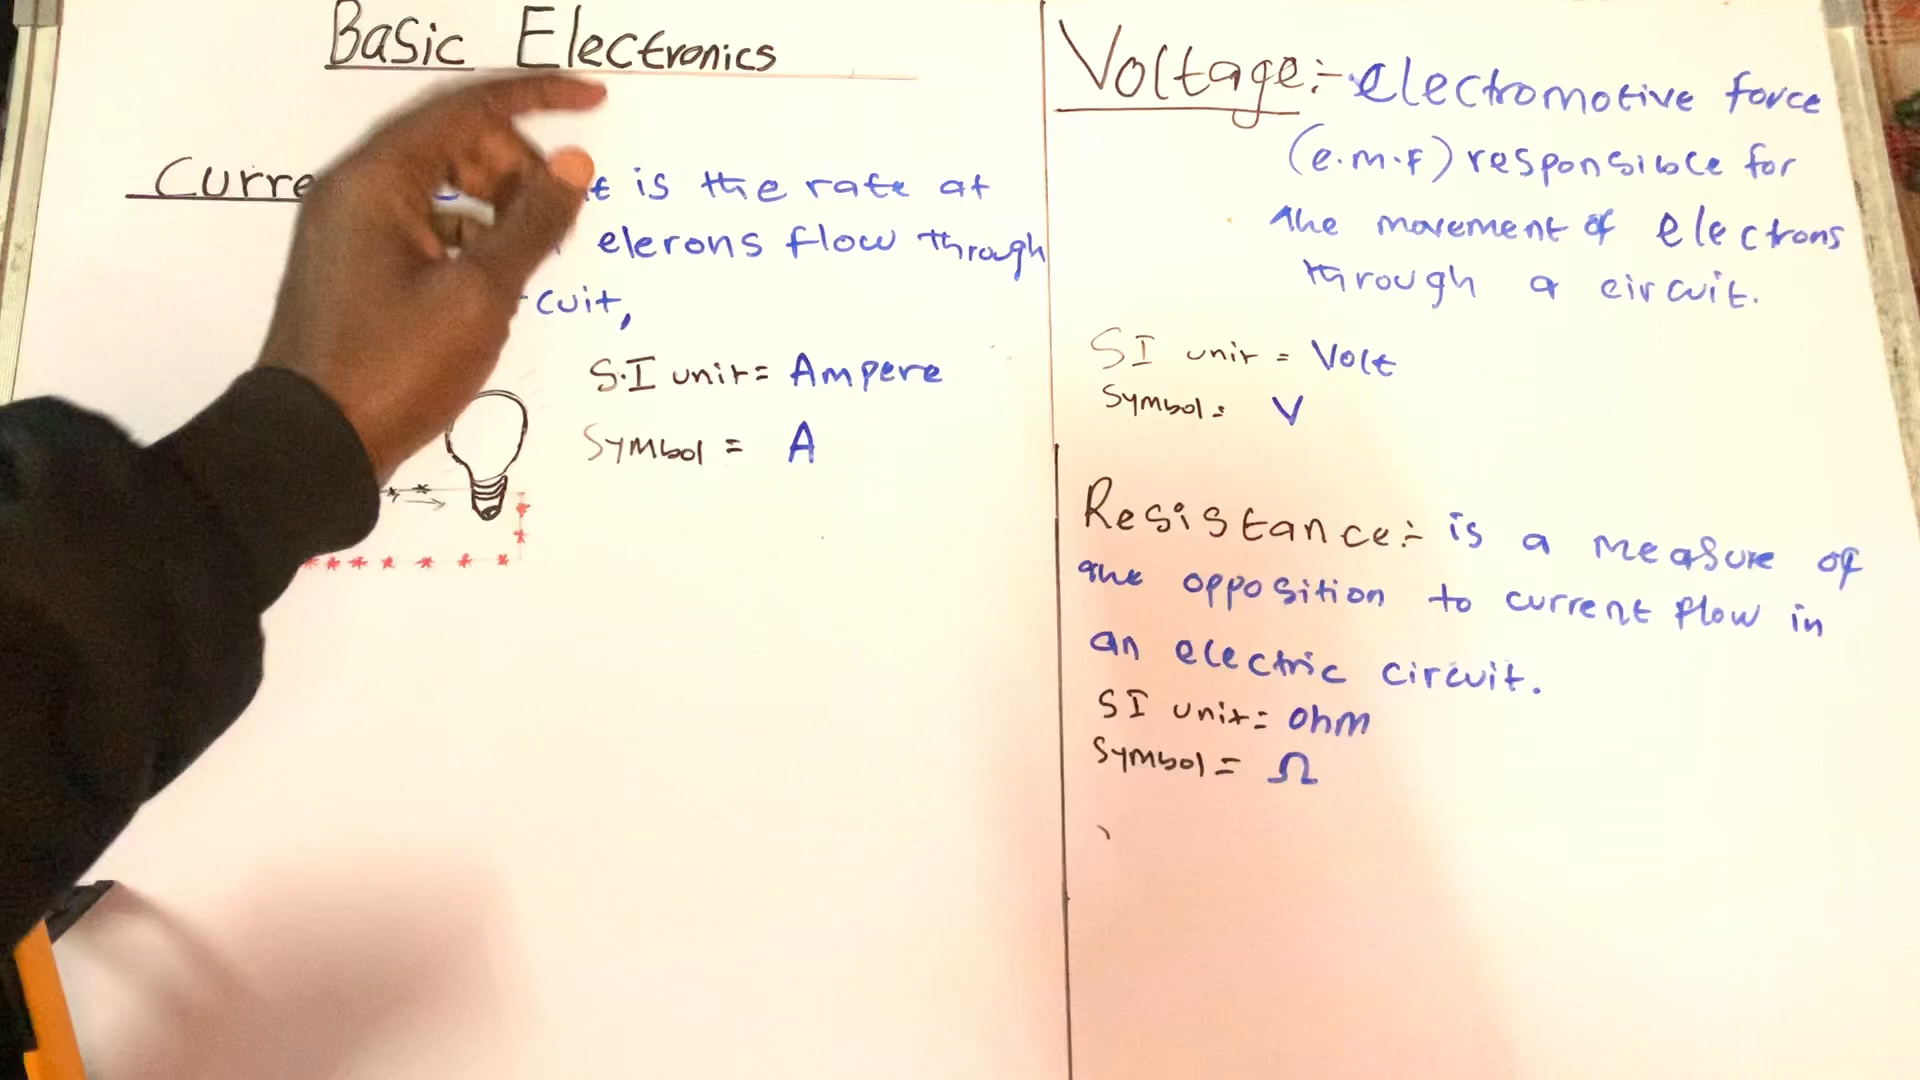 Basic Electronics
Curre is the rate at
elerons flow through
cuit,
S.I unit = Ampere
Symbol = A
Voltage:- electromotive force
(e.m.f) responsible for
the movement of electrons
through a circuit.
SI unit = Volt
Symbol = V
Resistance:- is a measure of
the opposition to current flow in
an electric circuit.
SI unit = Ohm
Symbol = Ω